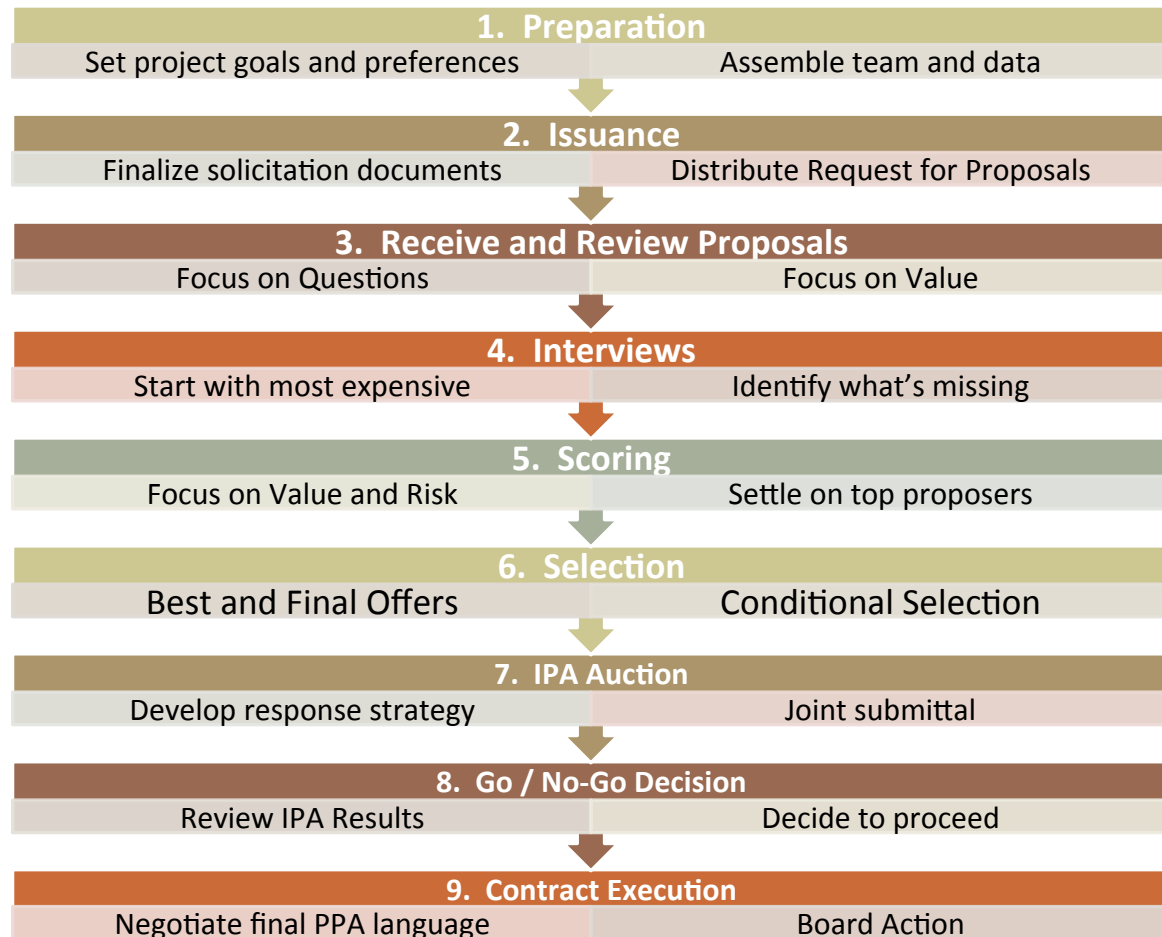 1. Preparation
Set project goals and preferences
Assemble team and data
2. Issuance
Finalize solicitation documents
Distribute Request for Proposals
3. Receive and Review Proposals
Focus on Questions
Focus on Value
4. Interviews
Start with most expensive
Identify what’s missing
5. Scoring
Focus on Value and Risk
Settle on top proposers
6. Selection
Best and Final Offers
Conditional Selection
7. IPA Auction
Develop response strategy
Joint submittal
8. Go / No-Go Decision
Review IPA Results
Decide to proceed
9. Contract Execution
Negotiate final PPA language
Board Action